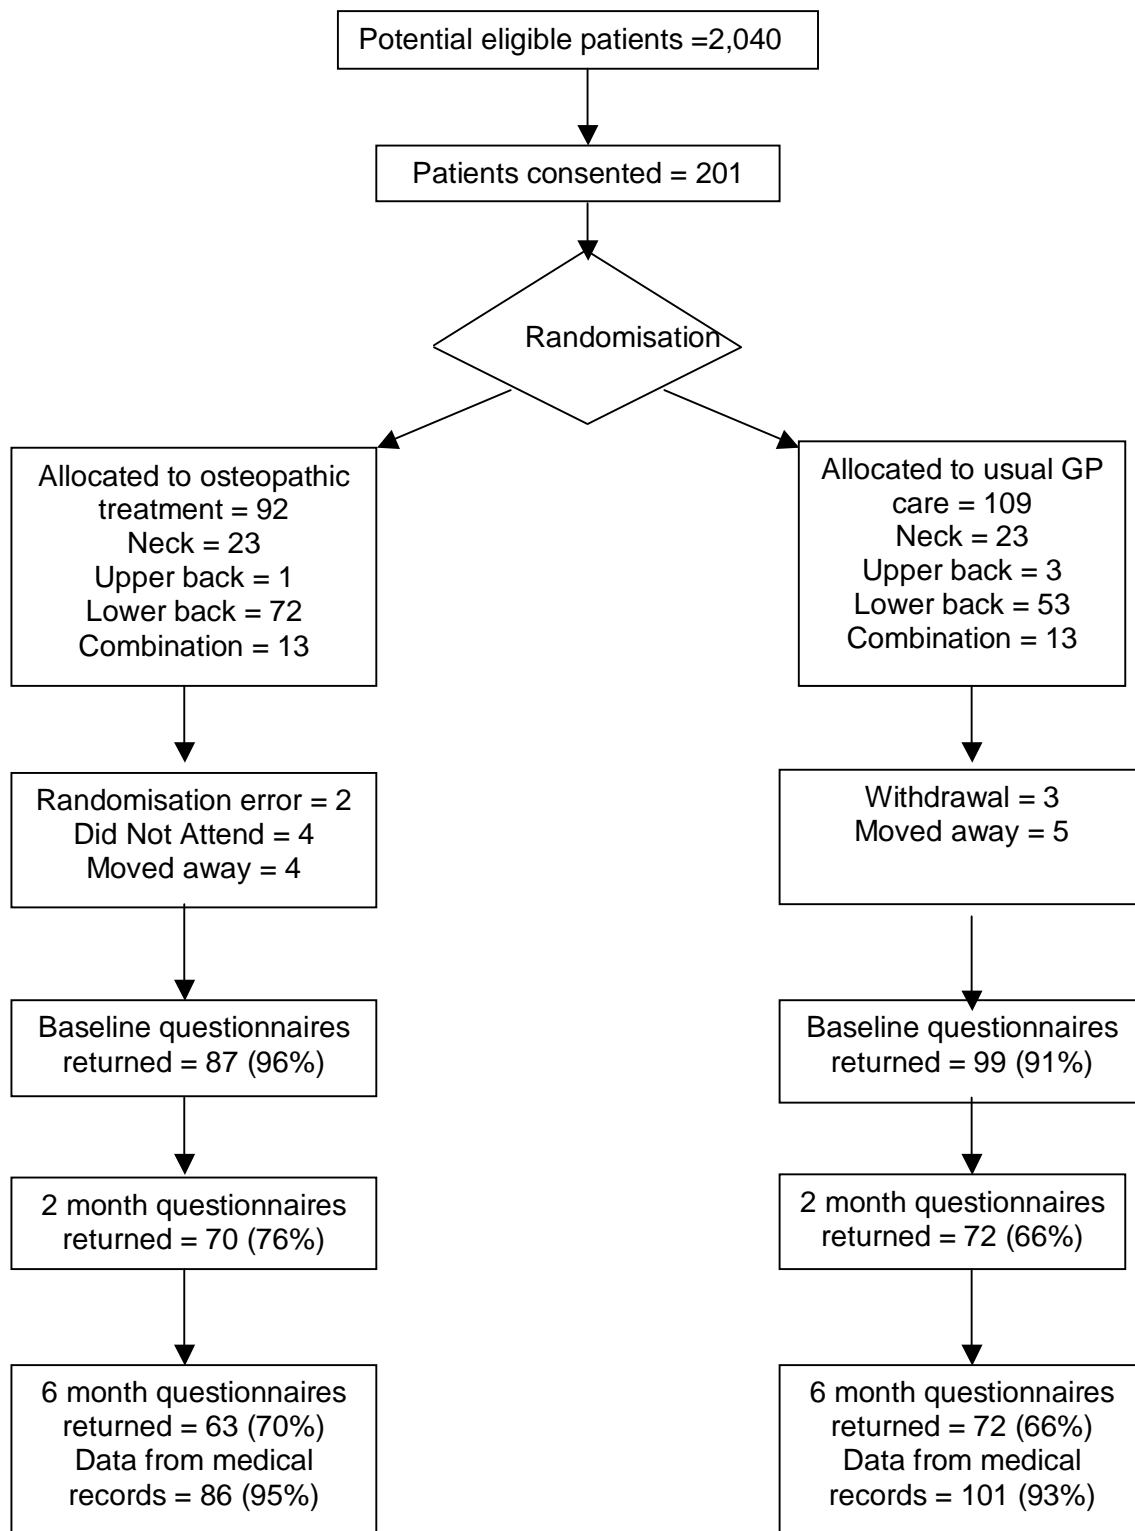 Potential eligible patients =2,040
Patients consented = 201
Randomisation
Allocated to osteopathic
treatment = 92
Neck = 23
Upper back = 1
Lower back = 72
Combination = 13
Allocated to usual GP
care = 109
Neck = 23
Upper back = 3
Lower back = 53
Combination = 13
Randomisation error = 2
Did Not Attend = 4
Moved away = 4
Withdrawal = 3
Moved away = 5
Baseline questionnaires
returned = 87 (96%)
Baseline questionnaires
returned = 99 (91%)
2 month questionnaires
returned = 70 (76%)
2 month questionnaires
returned = 72 (66%)
6 month questionnaires
returned = 63 (70%)
Data from medical
records = 86 (95%)
6 month questionnaires
returned = 72 (66%)
Data from medical
records = 101 (93%)